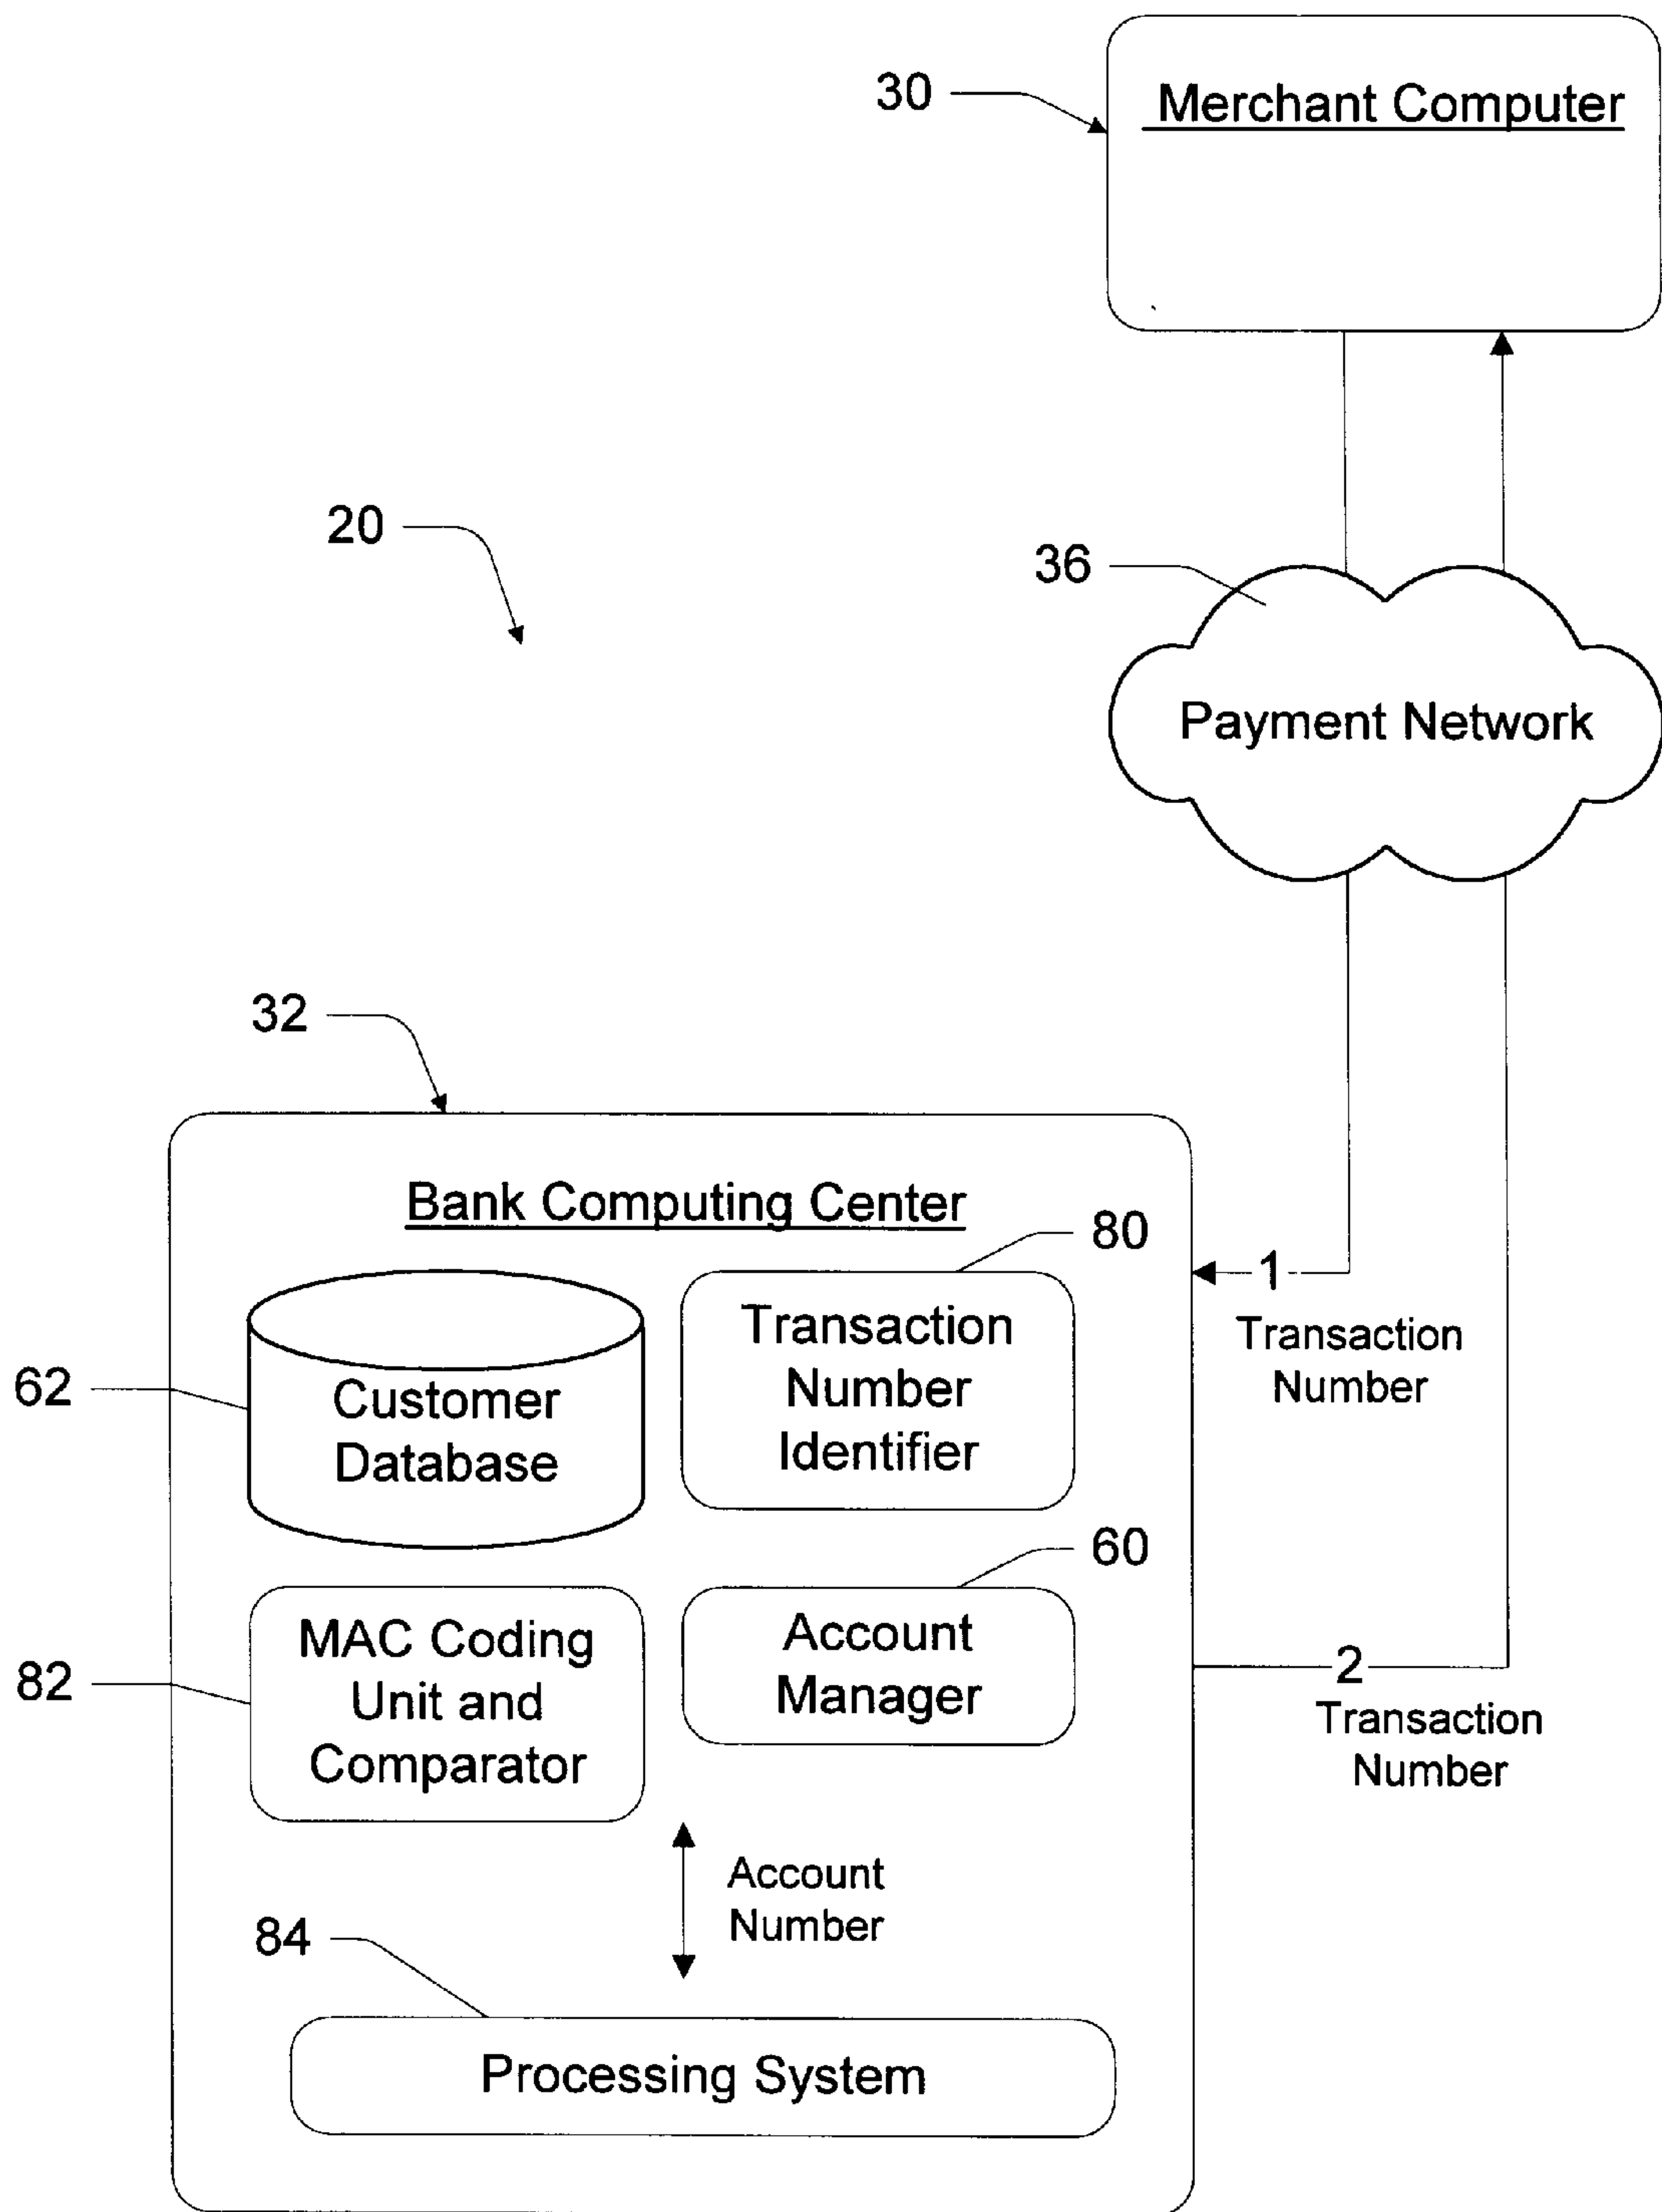 30
Merchant Computer
20
36
Payment Network
32
Bank Computing Center
80
1
Transaction
Number
62
Customer
Database
Transaction
Number
Identifier
60
82
MAC Coding
Unit and
Comparator
Account
Manager
2
Transaction
Number
Account
Number
84
Processing System